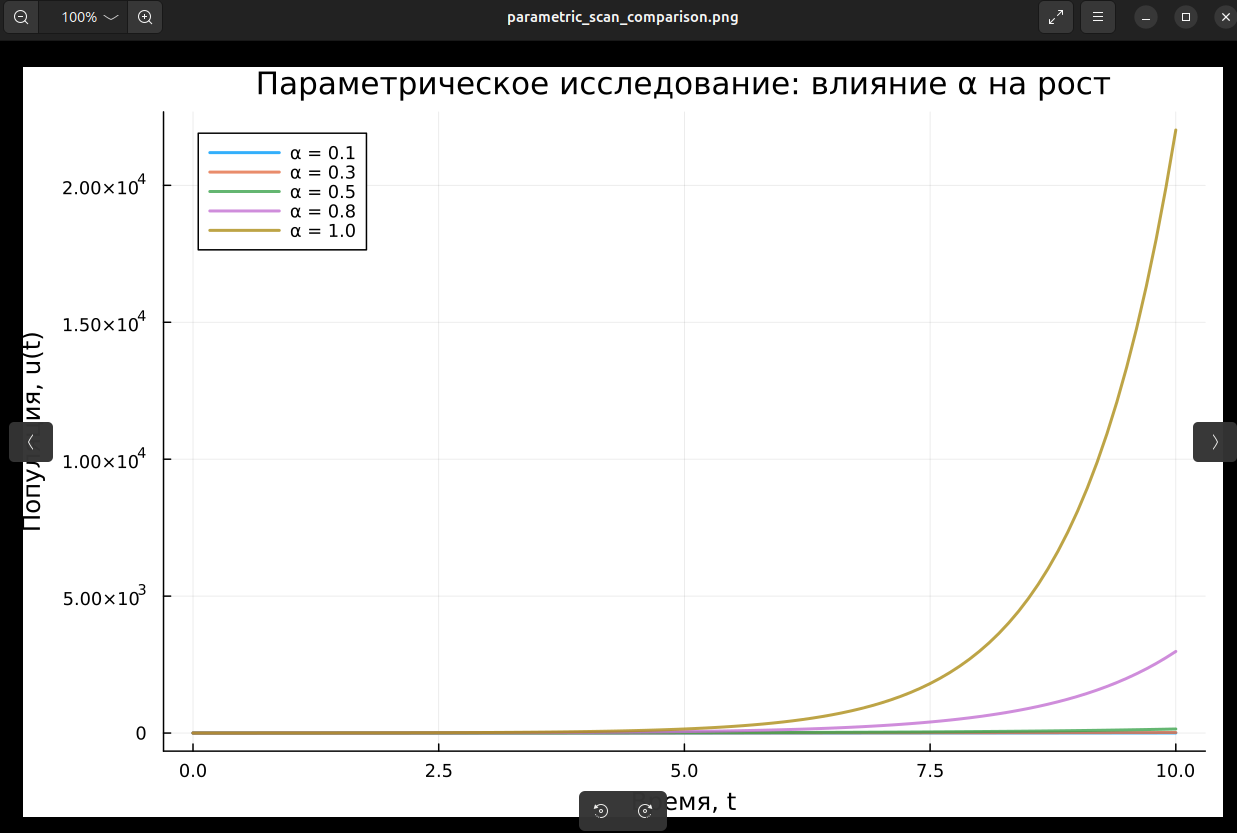 100%
parametric_scan_comparison.png
Параметрическое исследование: влияние α на рост
α = 0.1
α = 0.3
α = 0.5
α = 0.8
α = 1.0
2.00×10⁴
1.50×10⁴
1.00×10⁴
5.00×10³
0
u(t)
0.0
2.5
5.0
7.5
10.0
t